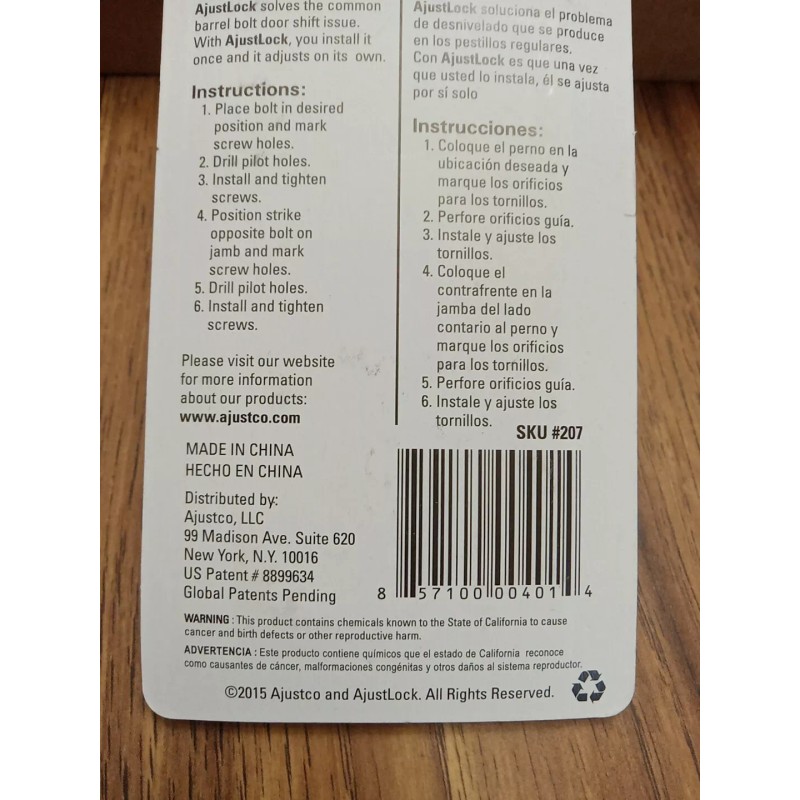 AjustLock solves the common
barrel bolt door shift issue.
With AjustLock, you install it
once and it adjusts on its own.
Instructions:
1. Place bolt in desired
position and mark
screw holes.
2. Drill pilot holes.
3. Install and tighten
screws.
4. Position strike
opposite bolt on
jamb and mark
screw holes.
5. Drill pilot holes.
6. Install and tighten
screws.
Please visit our website
for more information
about our products:
www.ajustco.com
AjustLock soluciona el problema
de desnivelado que se produce
en los pestillos regulares.
Con AjustLock es que una vez
que usted lo instala, él se ajusta
por sí solo
Instrucciones:
1. Coloque el perno en la
ubicación deseada y
marque los orificios
para los tornillos.
2. Perfore orificios guía.
3. Instale y ajuste los
tornillos.
4. Coloque el
contrafrente en la
jamba del lado
contario al perno y
marque los orificios
para los tornillos.
5. Perfore orificios guía.
6. Instale y ajuste los
tornillos.
SKU #207
MADE IN CHINA
HECHO EN CHINA
Distributed by:
Ajustco, LLC
99 Madison Ave. Suite 620
New York, N.Y. 10016
US Patent # 8899634
Global Patents Pending
8 57100 00401 4
WARNING : This product contains chemicals known to the State of California to cause
cancer and birth defects or other reproductive harm.
ADVERTENCIA : Este producto contiene químicos que el estado de California reconoce
como causantes de cáncer, malformaciones congénitas y otros daños al sistema reproductor.
©2015 Ajustco and AjustLock. All Rights Reserved.